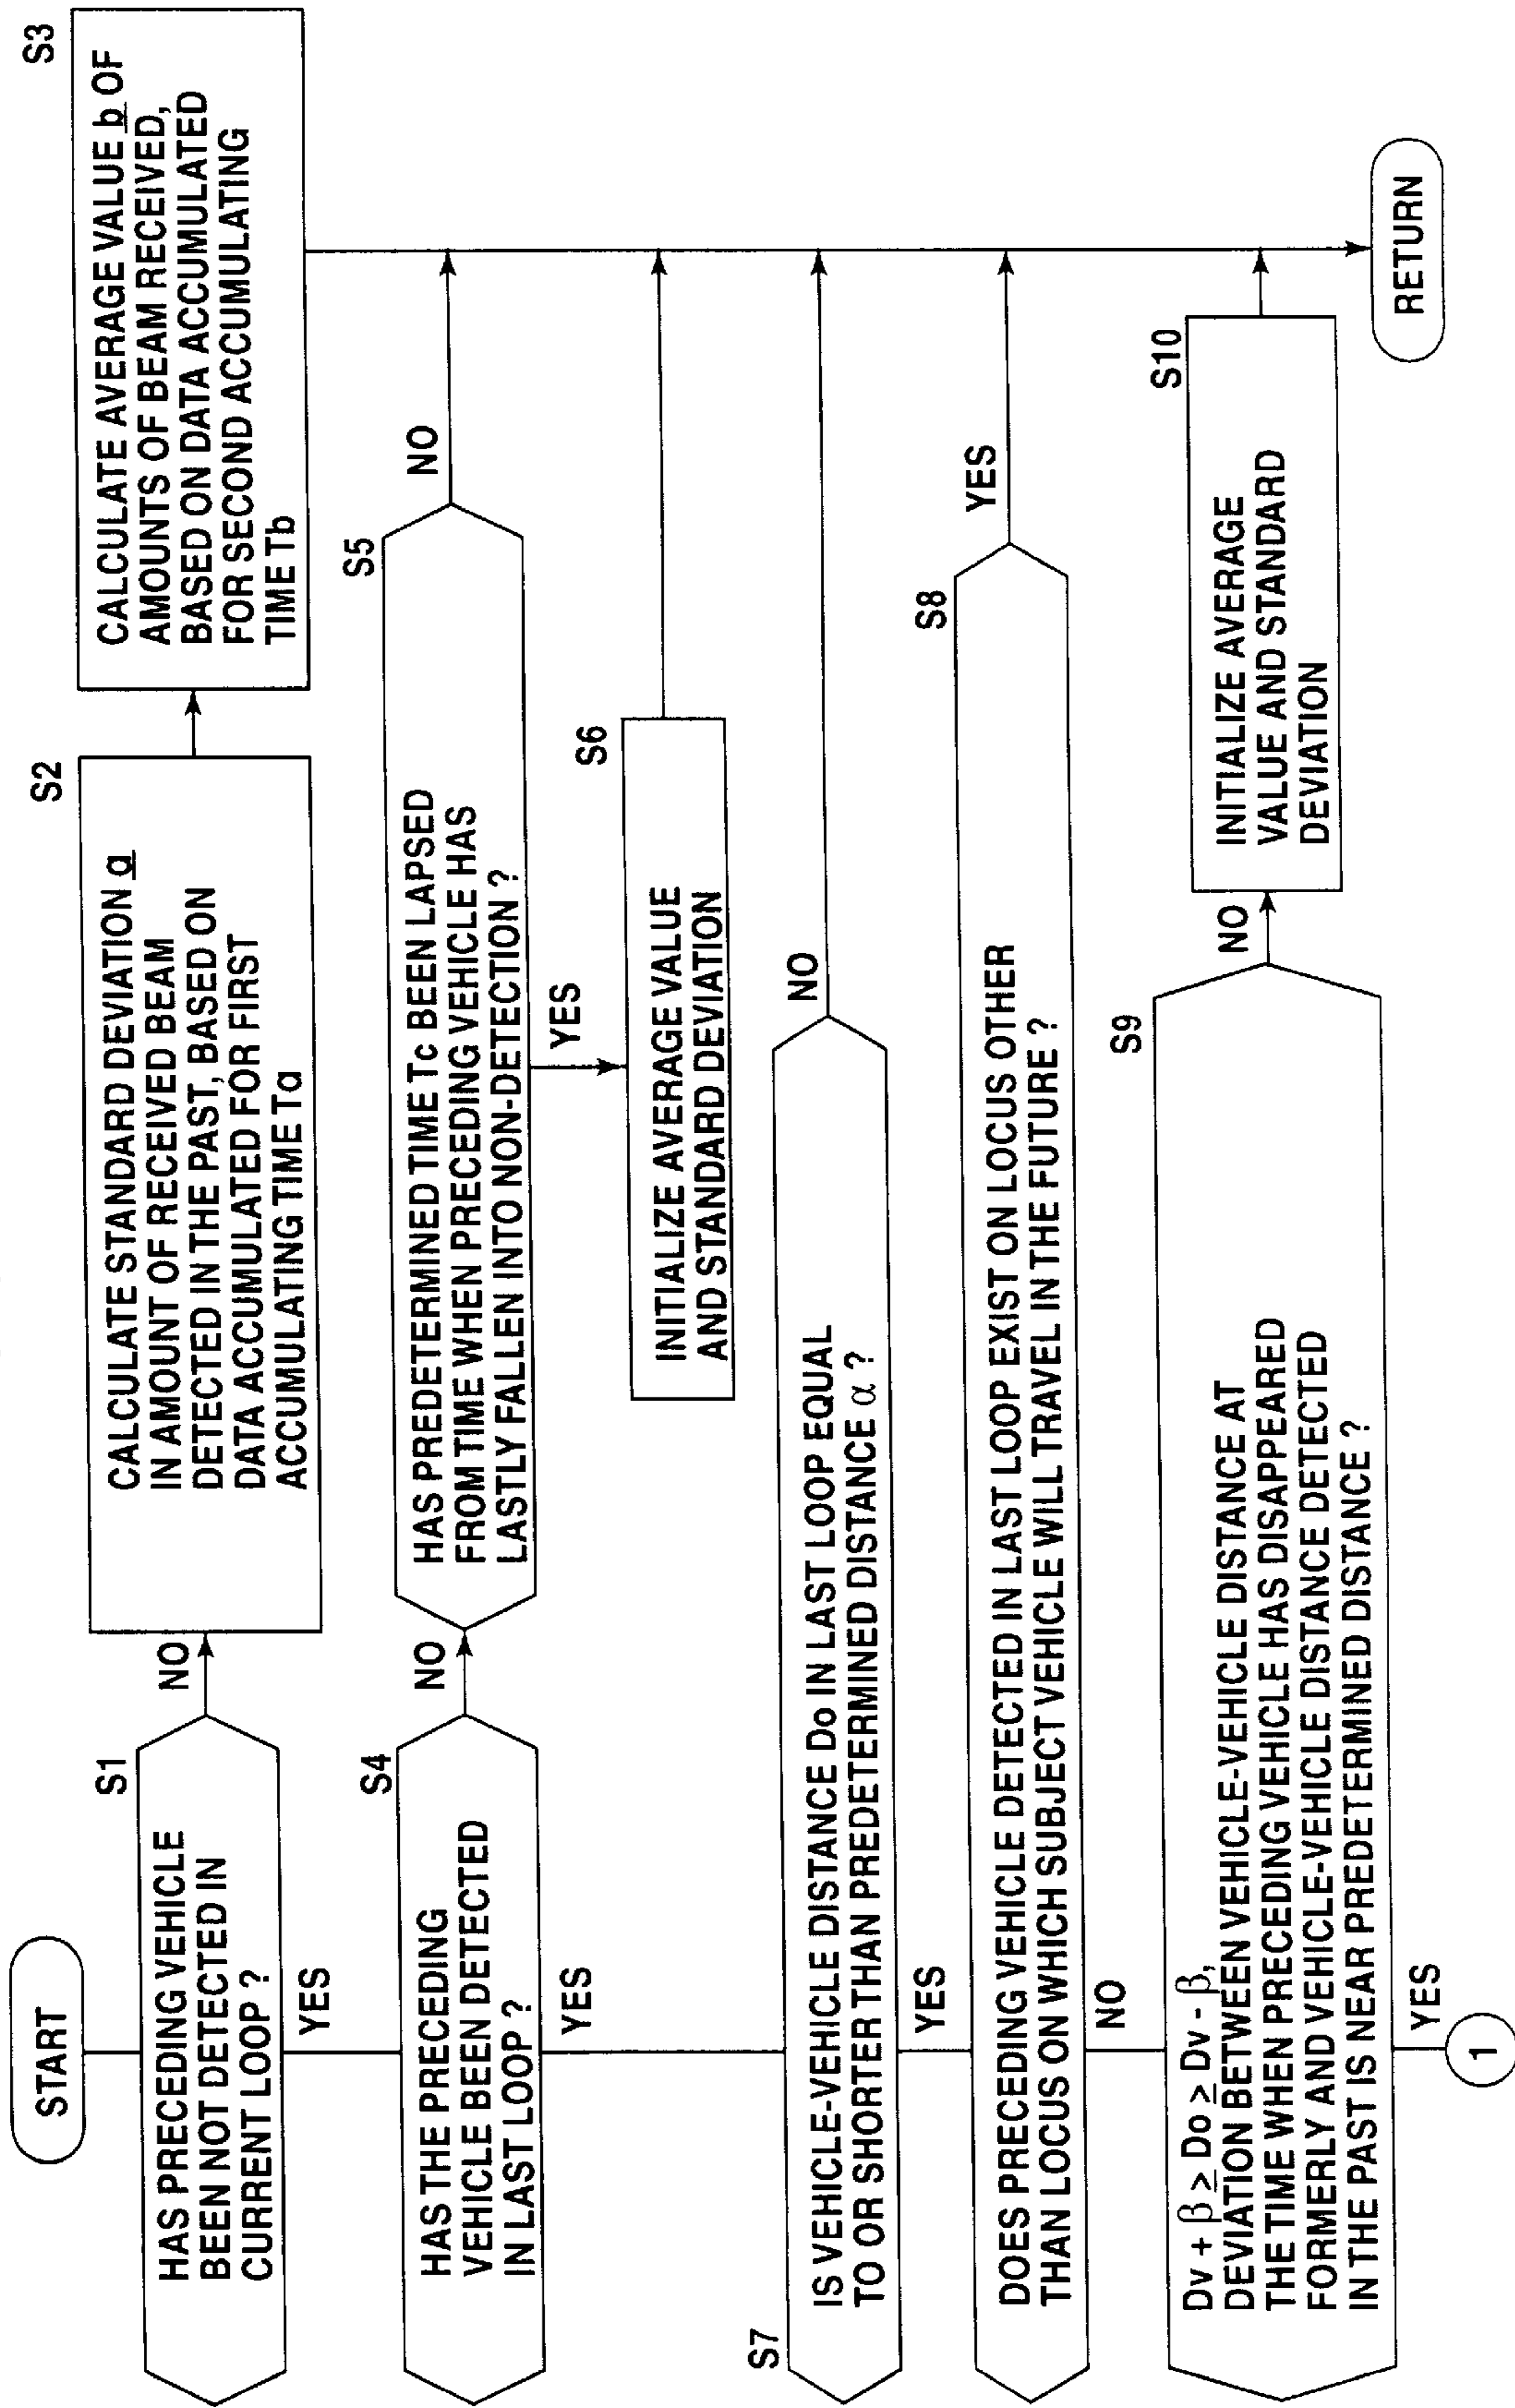 START
S1
HAS PRECEDING VEHICLE
BEEN NOT DETECTED IN
CURRENT LOOP ?
NO
YES
S2
CALCULATE STANDARD DEVIATION a
IN AMOUNT OF RECEIVED BEAM
DETECTED IN THE PAST, BASED ON
DATA ACCUMULATED FOR FIRST
ACCUMULATING TIME Ta
S3
CALCULATE AVERAGE VALUE b OF
AMOUNTS OF BEAM RECEIVED,
BASED ON DATA ACCUMULATED
FOR SECOND ACCUMULATING
TIME Tb
S4
HAS THE PRECEDING
VEHICLE BEEN DETECTED
IN LAST LOOP ?
NO
YES
S5
HAS PREDETERMINED TIME Tc BEEN LAPSED
FROM TIME WHEN PRECEDING VEHICLE HAS
LASTLY FALLEN INTO NON-DETECTION ?
NO
YES
S6
INITIALIZE AVERAGE VALUE
AND STANDARD DEVIATION
S7
IS VEHICLE-VEHICLE DISTANCE Do IN LAST LOOP EQUAL
TO OR SHORTER THAN PREDETERMINED DISTANCE α ?
NO
YES
S8
DOES PRECEDING VEHICLE DETECTED IN LAST LOOP EXIST ON LOCUS OTHER
THAN LOCUS ON WHICH SUBJECT VEHICLE WILL TRAVEL IN THE FUTURE ?
YES
NO
S9
Dv + β ≥ Do ≥ Dv - β,
DEVIATION BETWEEN VEHICLE-VEHICLE DISTANCE AT
THE TIME WHEN PRECEDING VEHICLE HAS DISAPPEARED
FORMERLY AND VEHICLE-VEHICLE DISTANCE DETECTED
IN THE PAST IS NEAR PREDETERMINED DISTANCE ?
NO
YES
S10
INITIALIZE AVERAGE
VALUE AND STANDARD
DEVIATION
RETURN
1